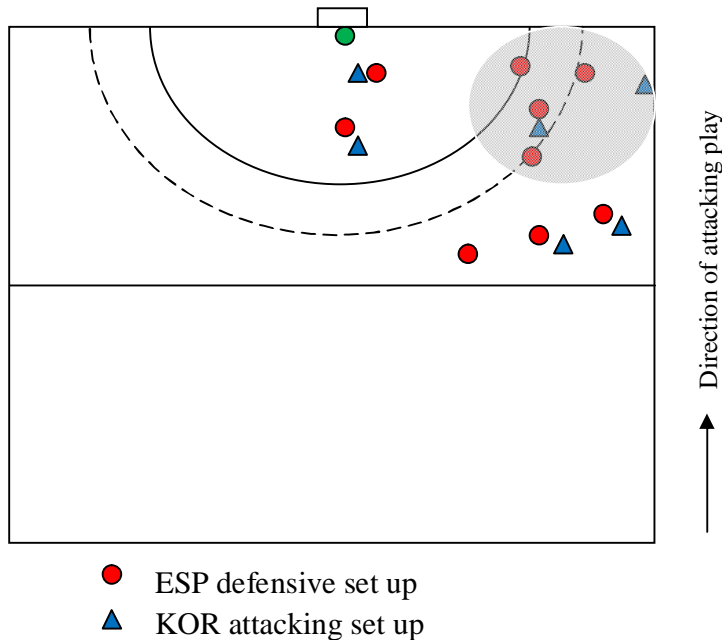 Direction of attacking play
ESP defensive set up
KOR attacking set up